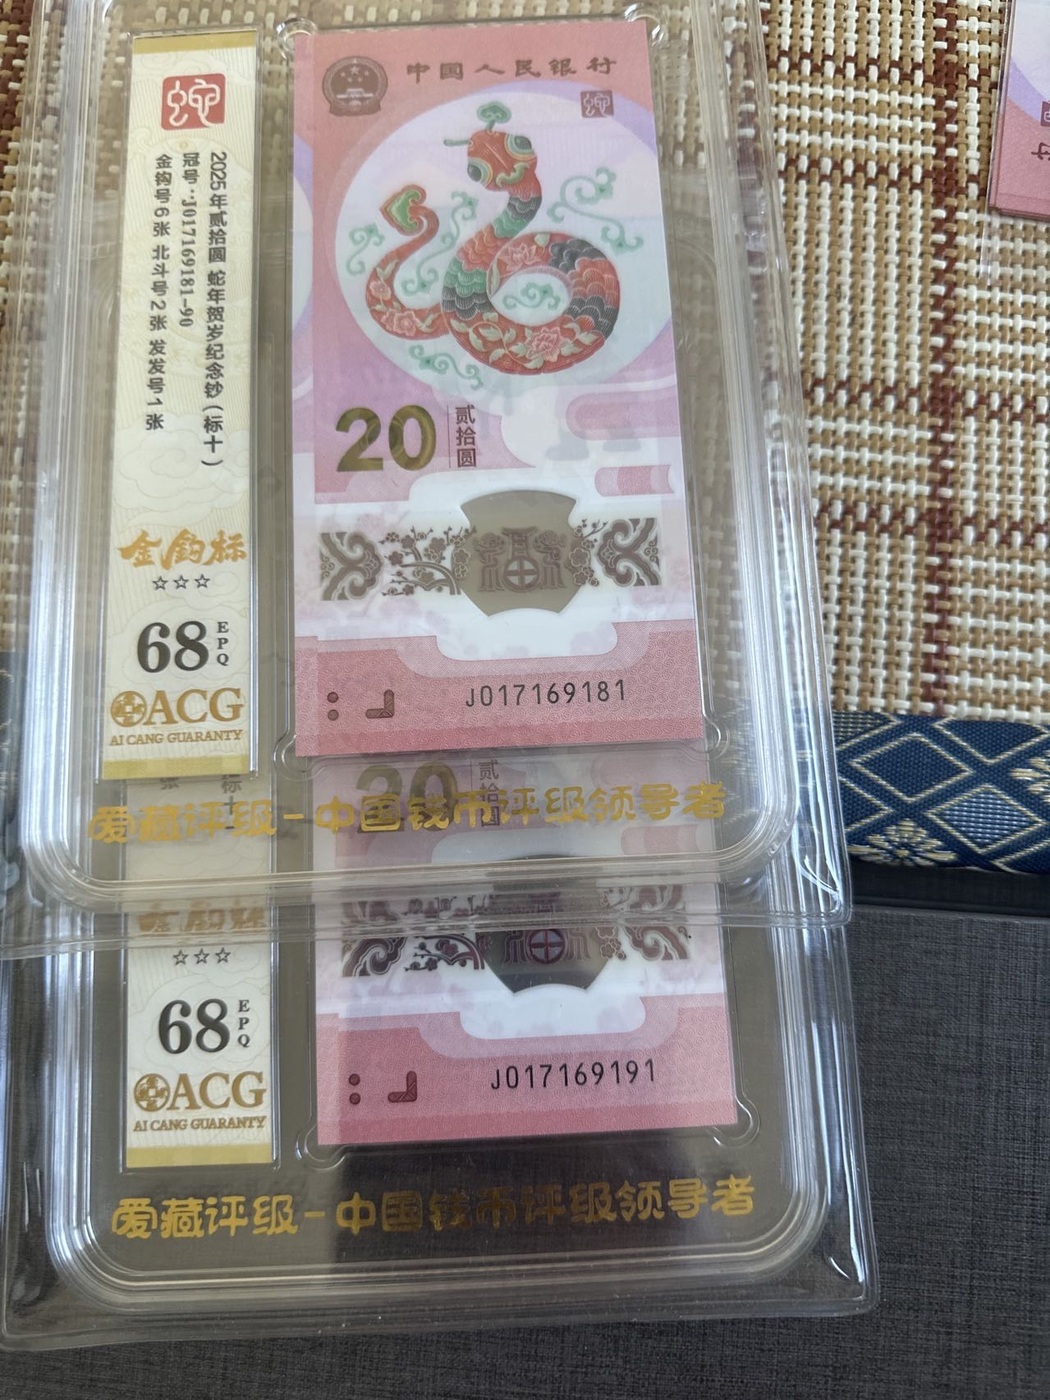 蛇
2025年贰拾圆 蛇年贺岁纪念钞(标十)
冠号:J017169181-90
金钩号6张 北斗号2张 发发号1张
金钩标
☆☆☆
68 EPQ
ACG
AI CANG GUARANTY
中国人民银行
蛇
20 贰拾圆
J017169181
爱藏评级-中国钱币评级领导者
20 贰拾
☆☆☆
68 EPQ
ACG
AI CANG GUARANTY
J017169191
爱藏评级-中国钱币评级领导者